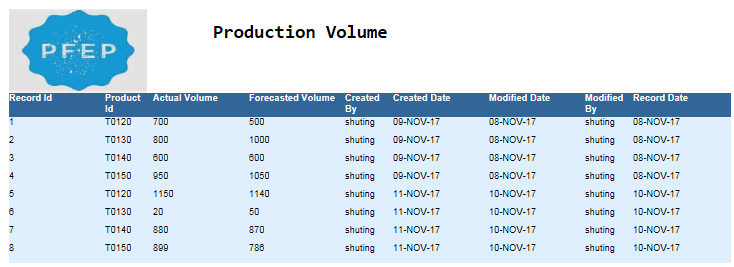 PFEP
Production Volume
Record Id Product Id Actual Volume Forecasted Volume Created By Created Date Modified Date Modified By Record Date
1 T0120 700 500 shuting 09-NOV-17 08-NOV-17 shuting 08-NOV-17
2 T0130 800 1000 shuting 09-NOV-17 08-NOV-17 shuting 08-NOV-17
3 T0140 600 600 shuting 09-NOV-17 08-NOV-17 shuting 08-NOV-17
4 T0150 950 1050 shuting 09-NOV-17 08-NOV-17 shuting 08-NOV-17
5 T0120 1150 1140 shuting 11-NOV-17 10-NOV-17 shuting 10-NOV-17
6 T0130 20 50 shuting 11-NOV-17 10-NOV-17 shuting 10-NOV-17
7 T0140 880 870 shuting 11-NOV-17 10-NOV-17 shuting 10-NOV-17
8 T0150 899 786 shuting 11-NOV-17 10-NOV-17 shuting 10-NOV-17